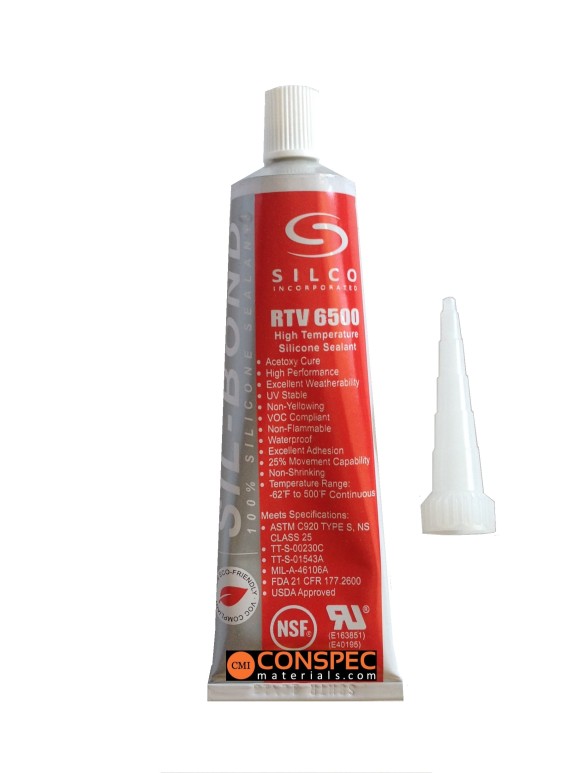 SIL-BOND
100% SILICONE SEALANTS
SILCO
INCORPORATED
RTV 6500
High Temperature
Silicone Sealant
• Acetoxy Cure
• High Performance
• Excellent Weatherability
• UV Stable
• Non-Yellowing
• VOC Compliant
• Non-Flammable
• Waterproof
• Excellent Adhesion
• 25% Movement Capability
• Non-Shrinking
• Temperature Range:
-62°F to 500°F Continuous
Meets Specifications:
• ASTM C920 TYPE S, NS
CLASS 25
• TT-S-00230C
• TT-S-01543A
• MIL-A-46106A
• FDA 21 CFR 177.2600
• USDA Approved
ECO-FRIENDLY
VOC
NSF®
RU®
(E163851)
(E40195)
CMI CONSPEC
materials.com